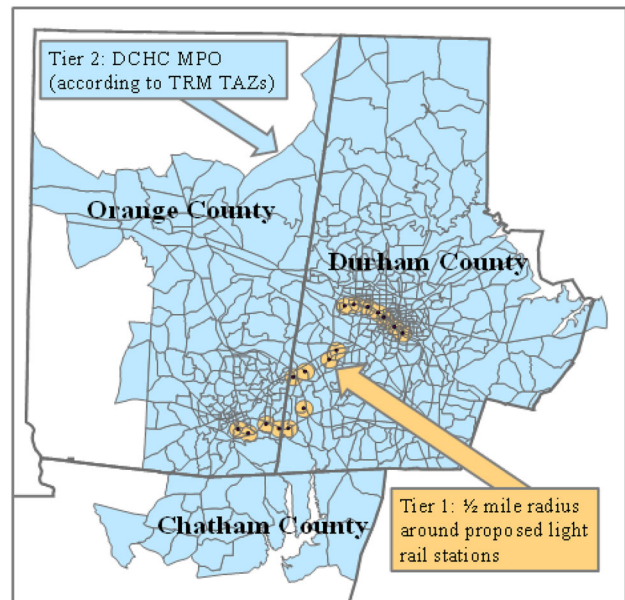 Tier 2: DCHC MPO
(according to TRM TAZs)
Orange County
Durham County
Tier 1: ½ mile radius
around proposed light
rail stations
Chatham County